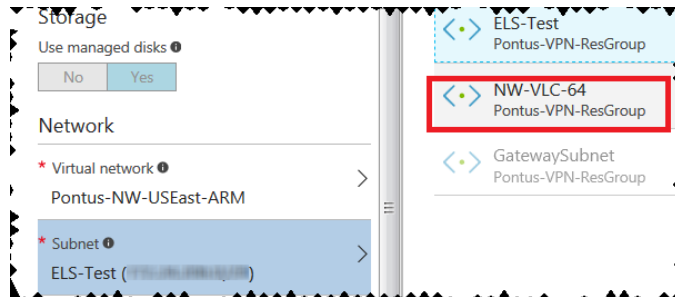 Storage
Use managed disks
No Yes
Network
* Virtual network
Pontus-NW-USEast-ARM
* Subnet
ELS-Test ( )
ELS-Test
Pontus-VPN-ResGroup
NW-VLC-64
Pontus-VPN-ResGroup
GatewaySubnet
Pontus-VPN-ResGroup